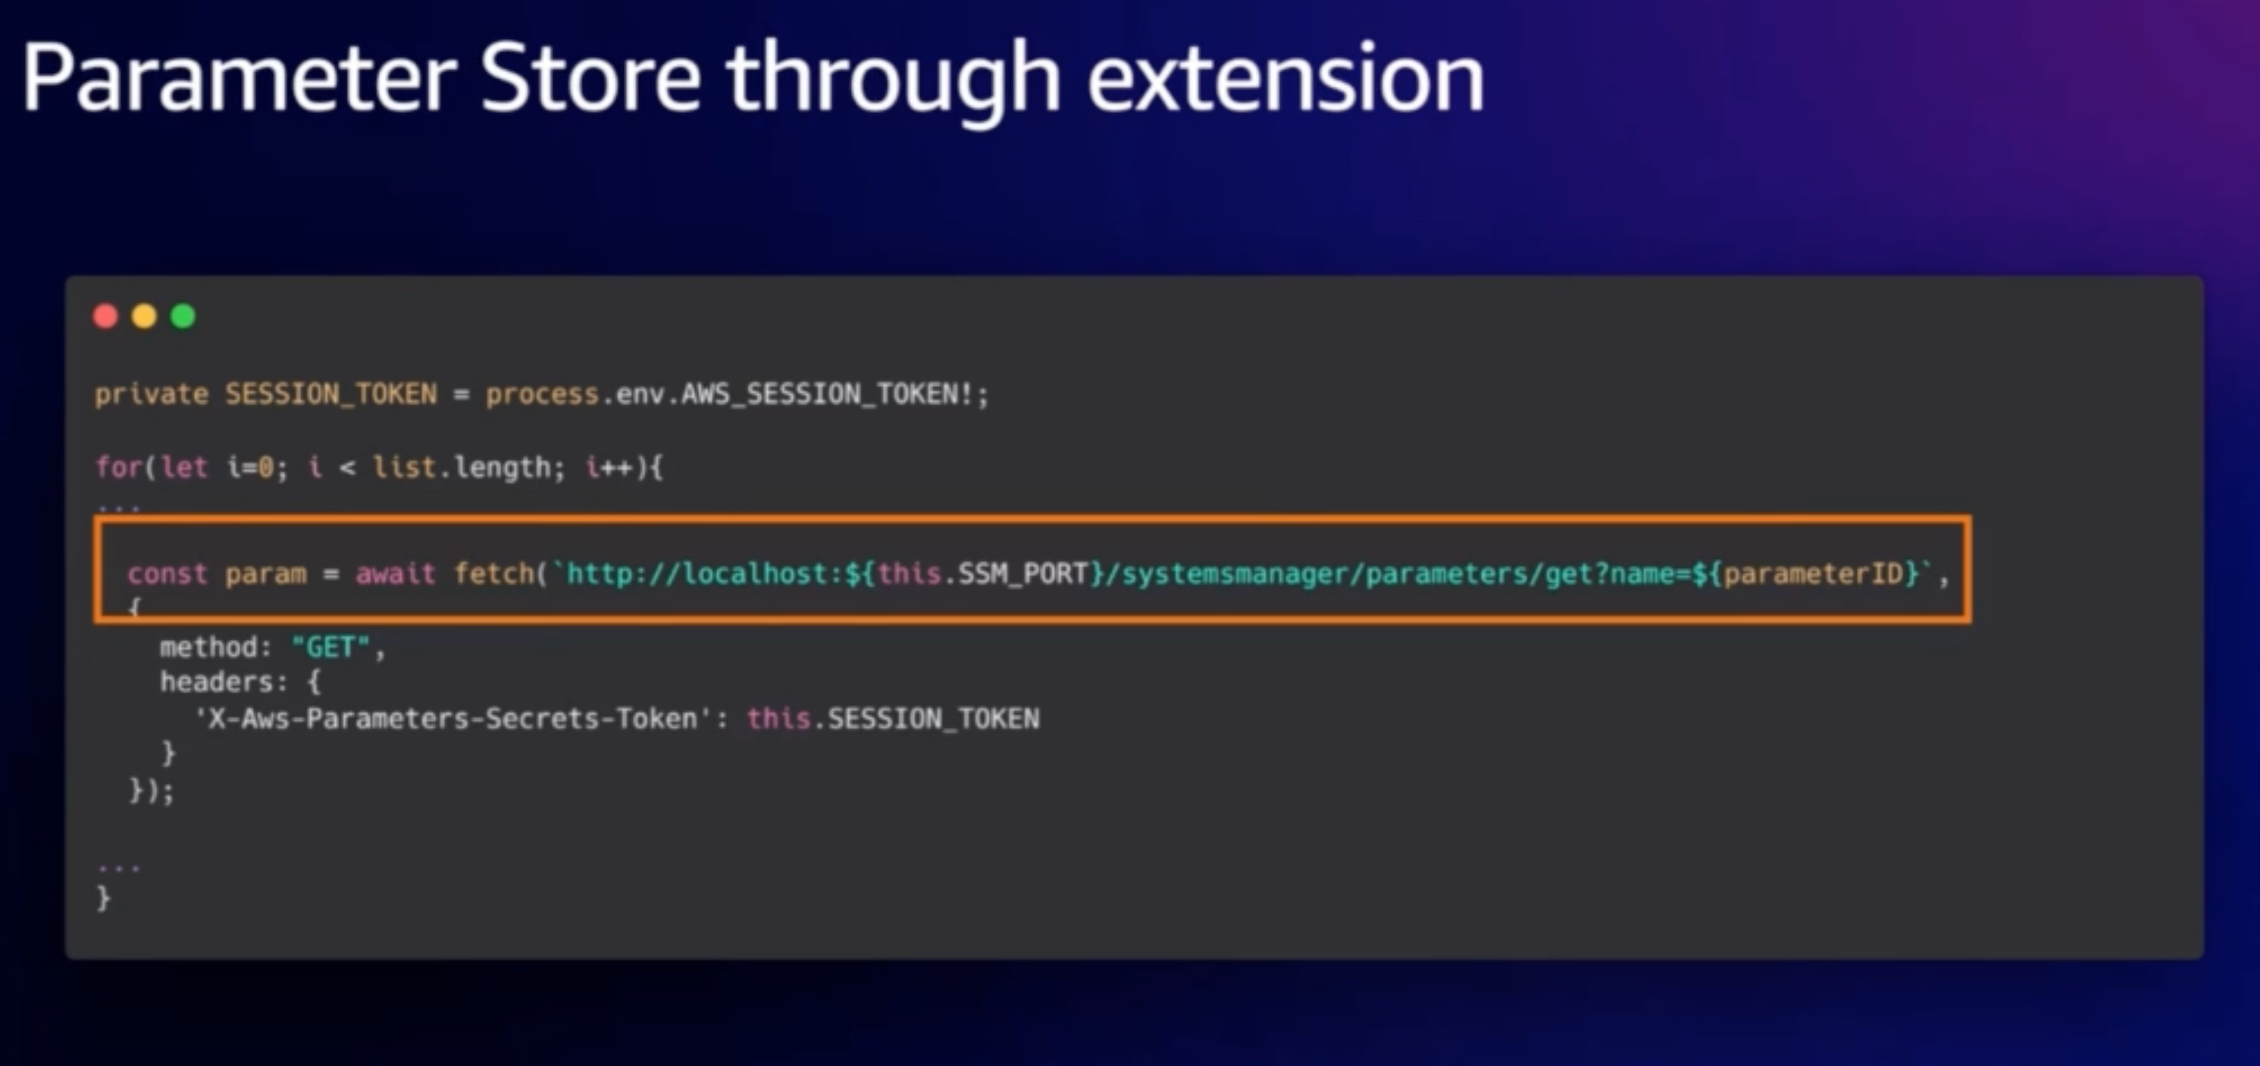 Parameter Store through extension
private SESSION_TOKEN = process.env.AWS_SESSION_TOKEN!;
for(let i=0; i < list.length; i++){
...
const param = await fetch(`http://localhost:${this.SSM_PORT}/systemsmanager/parameters/get?name=${parameterID}`,
{
method: "GET",
headers: {
'X-Aws-Parameters-Secrets-Token': this.SESSION_TOKEN
}
});
...
}